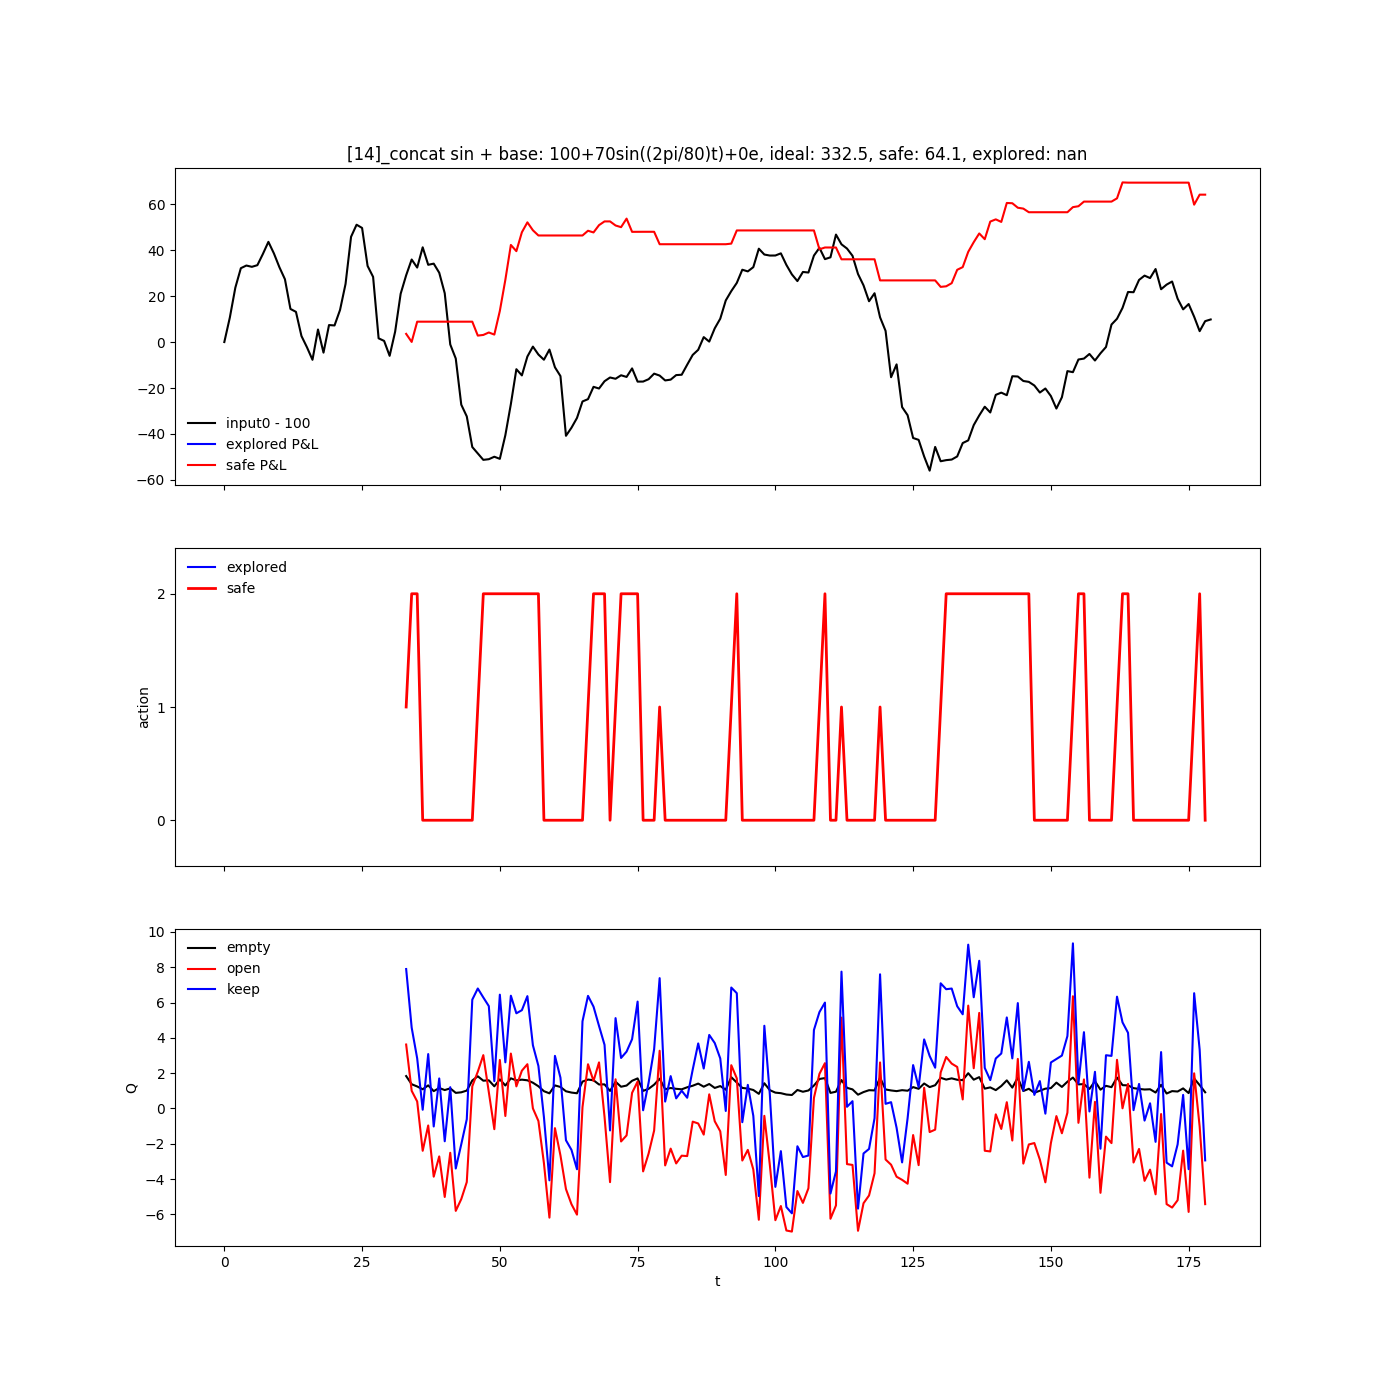 [14]_concat sin + base: 100+70sin((2pi/80)t)+0e, ideal: 332.5, safe: 64.1, explored: nan
60
40
20
0
−20
−40
−60
input0 - 100
explored P&L
safe P&L
action
2
1
0
explored
safe
Q
10
8
6
4
2
0
−2
−4
−6
empty
open
keep
0 25 50 75 100 125 150 175
t